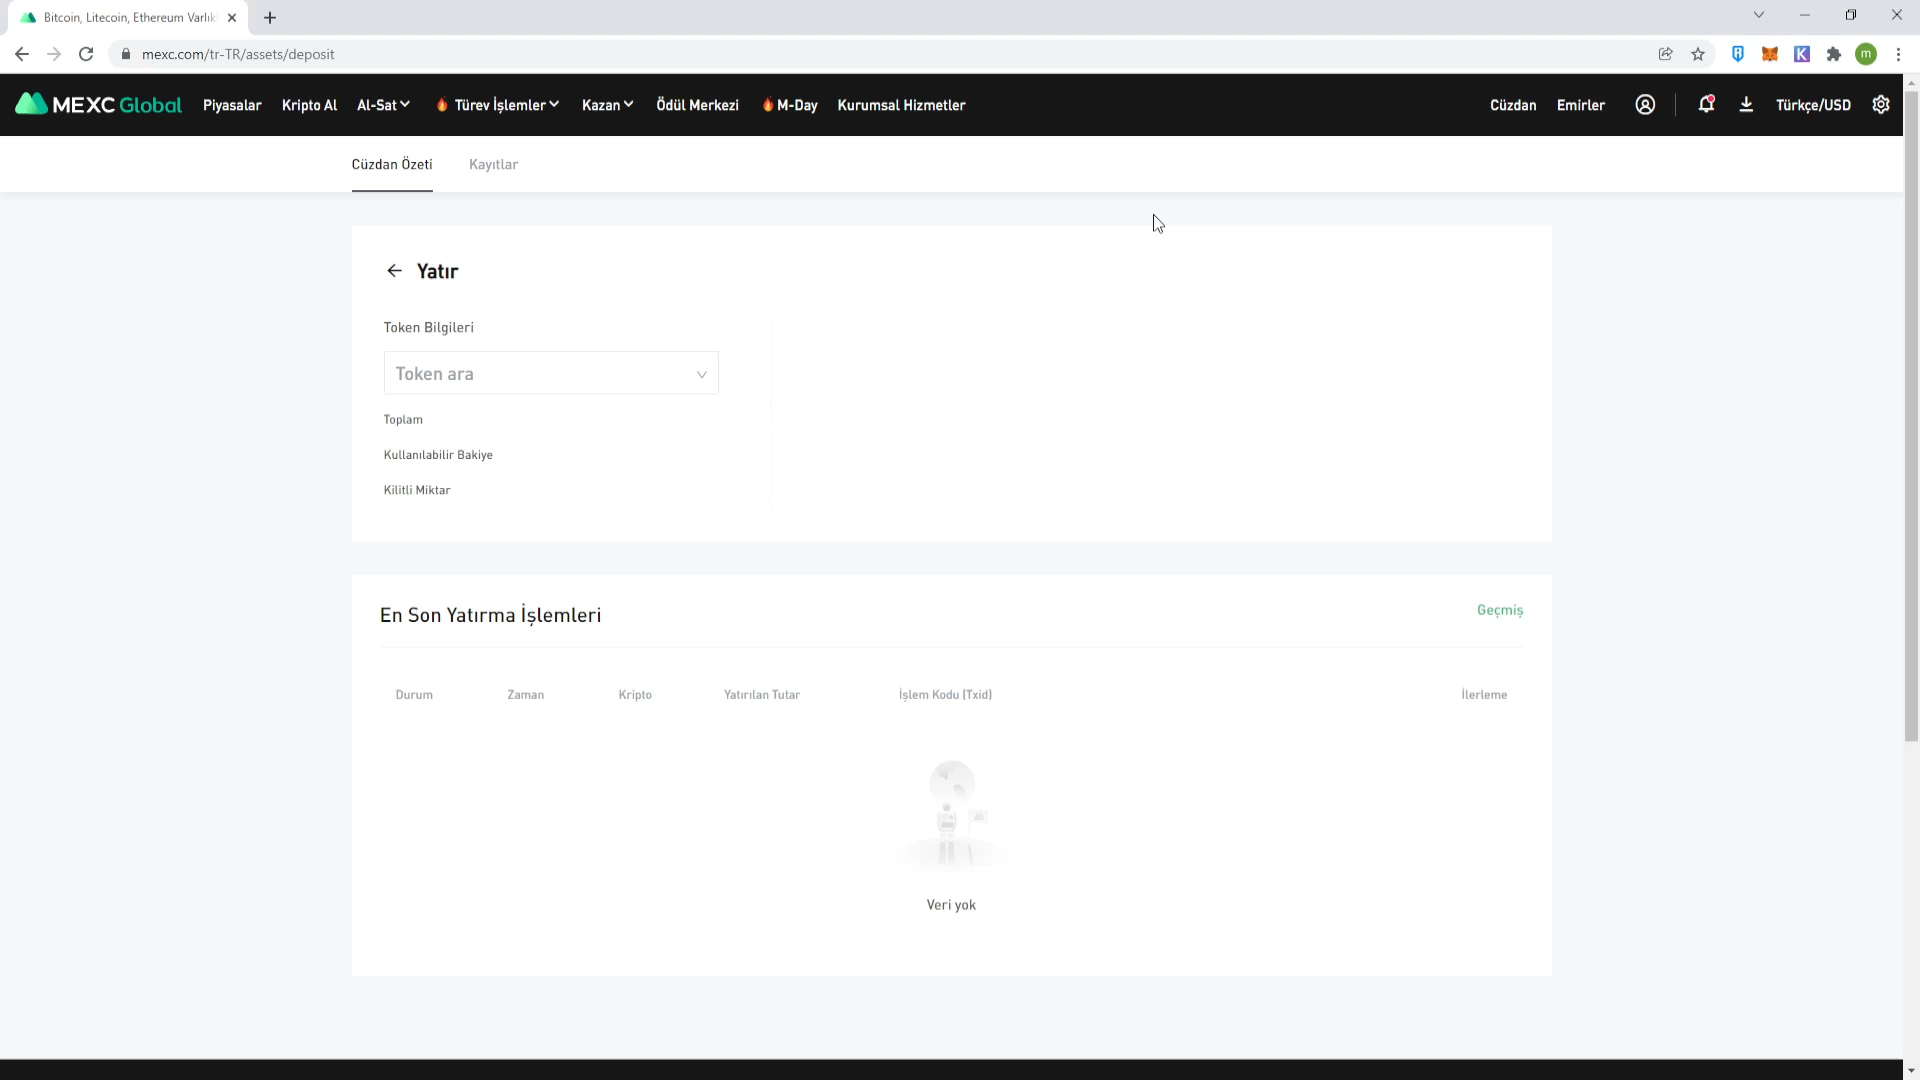 Bitcoin, Litecoin, Ethereum Varlık
mexc.com/tr-TR/assets/deposit
m
MEXC Global Piyasalar Kripto Al Al-Sat Türev İşlemler Kazan Ödül Merkezi M-Day Kurumsal Hizmetler Cüzdan Emirler Türkçe/USD
Cüzdan Özeti Kayıtlar
Yatır
Token Bilgileri
Token ara
Toplam
Kullanılabilir Bakiye
Kilitli Miktar
En Son Yatırma İşlemleri Geçmiş
Durum Zaman Kripto Yatırılan Tutar İşlem Kodu (Txid) İlerleme
Veri yok